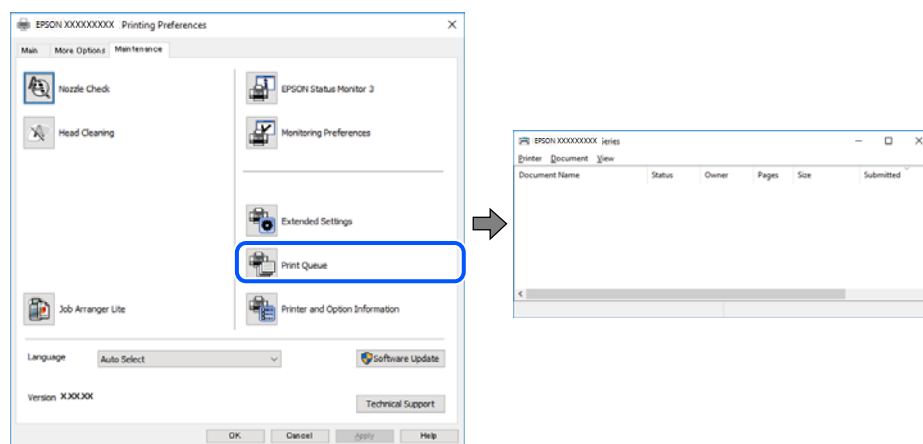 EPSON XXXXXXXXX Printing Preferences
Main More Options Maintenance
Nozzle Check
EPSON Status Monitor 3
Head Cleaning
Monitoring Preferences
Extended Settings
Print Queue
Job Arranger Lite
Printer and Option Information
Language Auto Select Software Update
Version X.XX.XX
Technical Support
OK Cancel Apply Help
EPSON XXXXXXXXX ieries
Printer Document View
Document Name Status Owner Pages Size Submitted